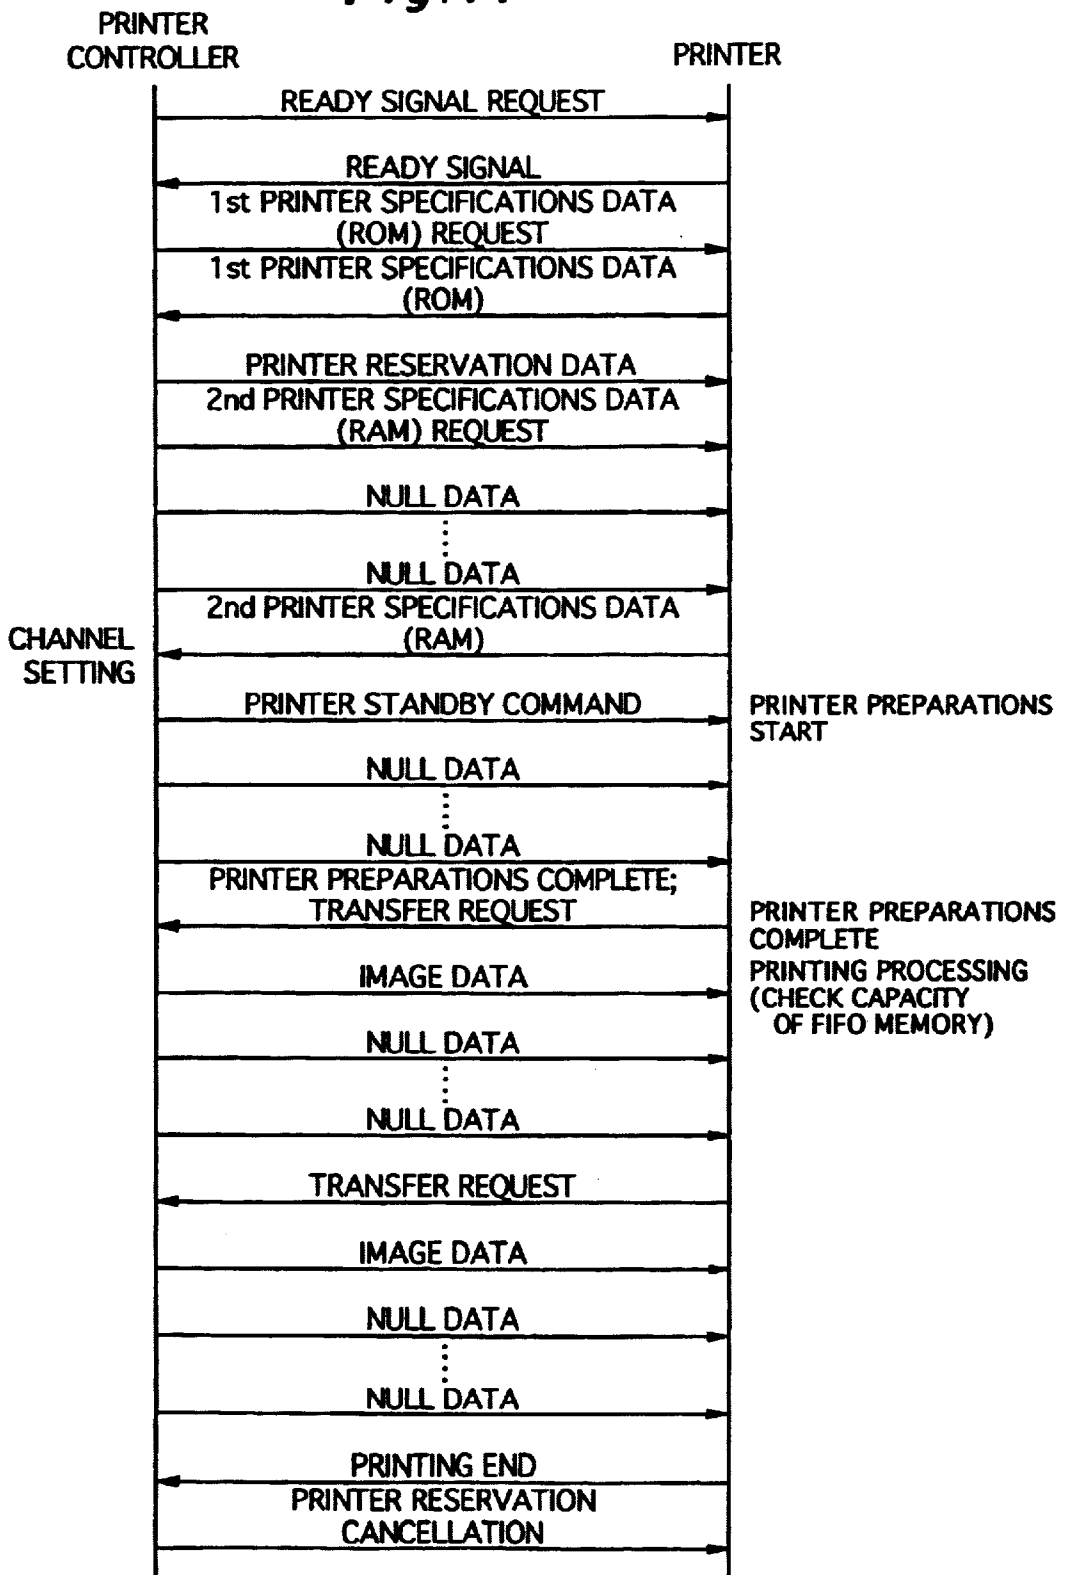 PRINTER
CONTROLLER
PRINTER
READY SIGNAL REQUEST
READY SIGNAL
1st PRINTER SPECIFICATIONS DATA
(ROM) REQUEST
1st PRINTER SPECIFICATIONS DATA
(ROM)
PRINTER RESERVATION DATA
2nd PRINTER SPECIFICATIONS DATA
(RAM) REQUEST
NULL DATA
NULL DATA
2nd PRINTER SPECIFICATIONS DATA
(RAM)
CHANNEL
SETTING
PRINTER STANDBY COMMAND
PRINTER PREPARATIONS
START
NULL DATA
NULL DATA
PRINTER PREPARATIONS COMPLETE;
TRANSFER REQUEST
PRINTER PREPARATIONS
COMPLETE
IMAGE DATA
PRINTING PROCESSING
(CHECK CAPACITY
OF FIFO MEMORY)
NULL DATA
NULL DATA
TRANSFER REQUEST
IMAGE DATA
NULL DATA
NULL DATA
PRINTING END
PRINTER RESERVATION
CANCELLATION